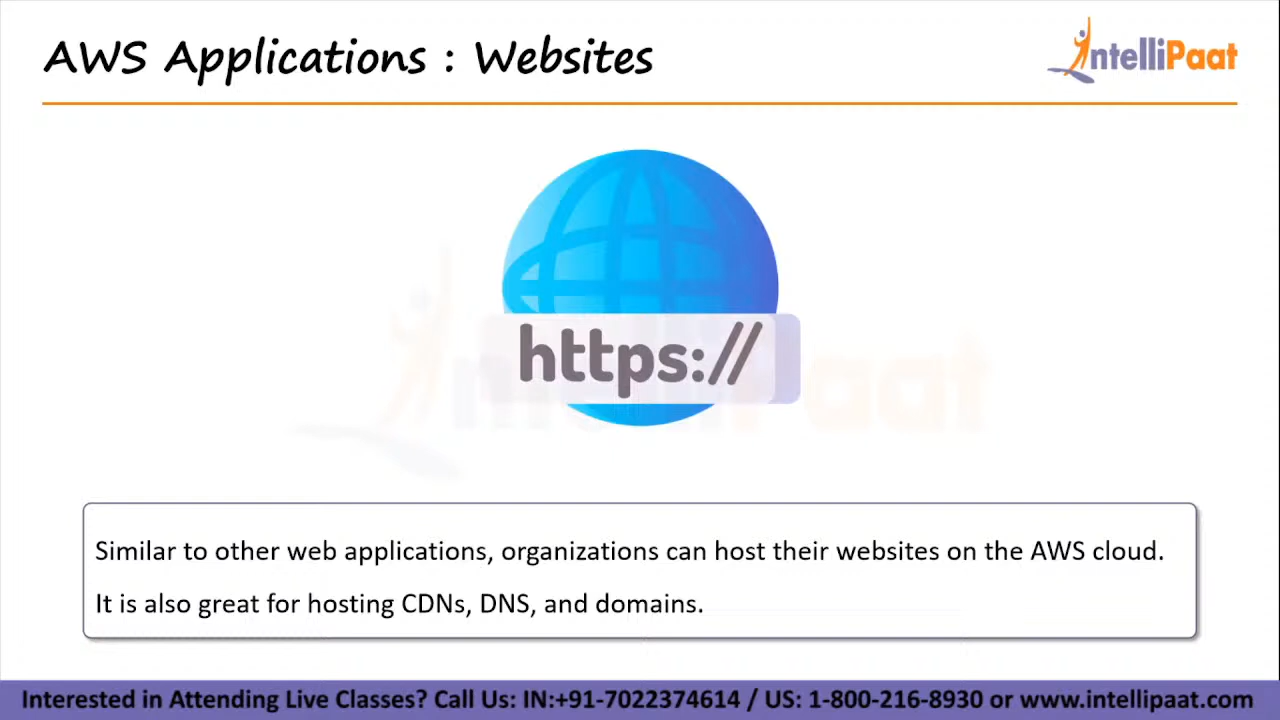 AWS Applications : Websites
IntelliPaat
https://
IntelliPaat
Similar to other web applications, organizations can host their websites on the AWS cloud.
It is also great for hosting CDNs, DNS, and domains.
Interested in Attending Live Classes? Call Us: IN:+91-7022374614 / US: 1-800-216-8930 or www.intellipaat.com